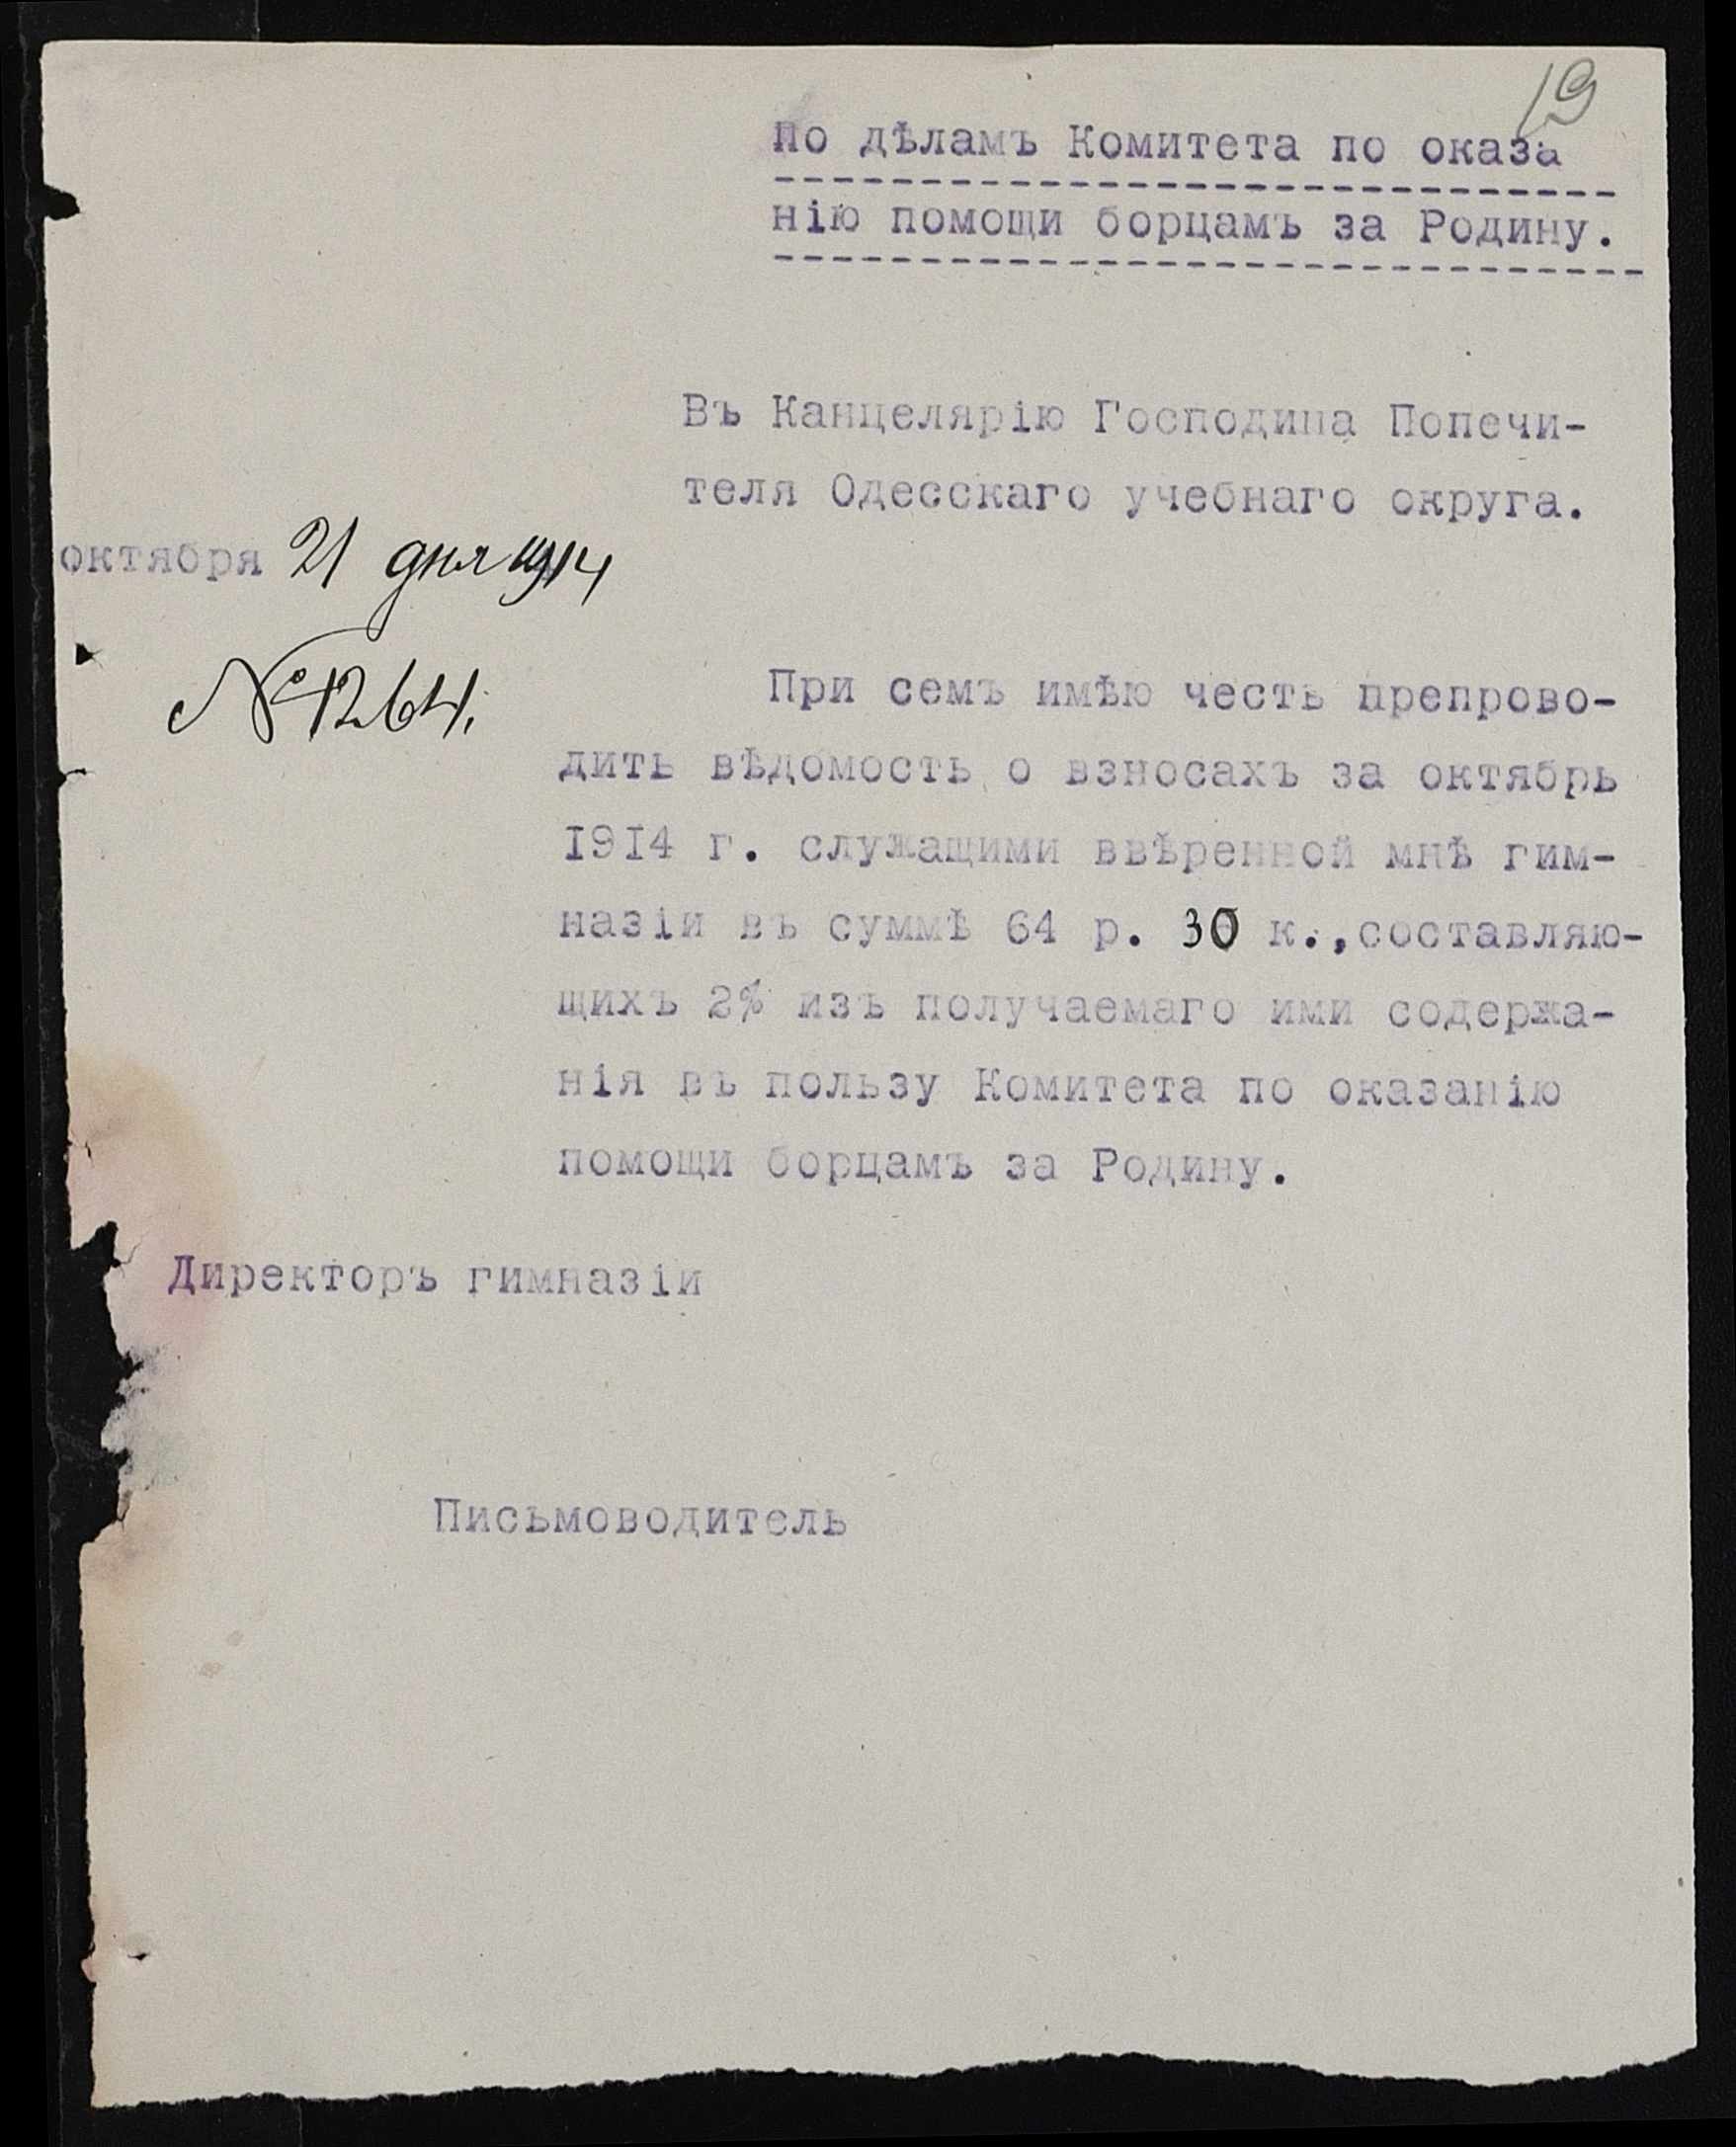 19
по дѣламъ Комитета по оказа
нію помощи борцамъ за Родину.
Въ Канцелярію Господина Попечи-
теля Одесскаго учебнаго округа.
октября 21 дня 1914
№ 1264.
При семъ имѣю честь препрово-
дить вѣдомость о взносахъ за октябрь
I9I4 г. служащими ввѣренной мнѣ гим-
назіи въ суммѣ 64 р. 30 к.,составляю-
щихъ 2% изъ получаемаго ими содержа-
нія въ пользу Комитета по оказанію
помощи борцамъ за Родину.
Директоръ гимназіи
Письмоводитель